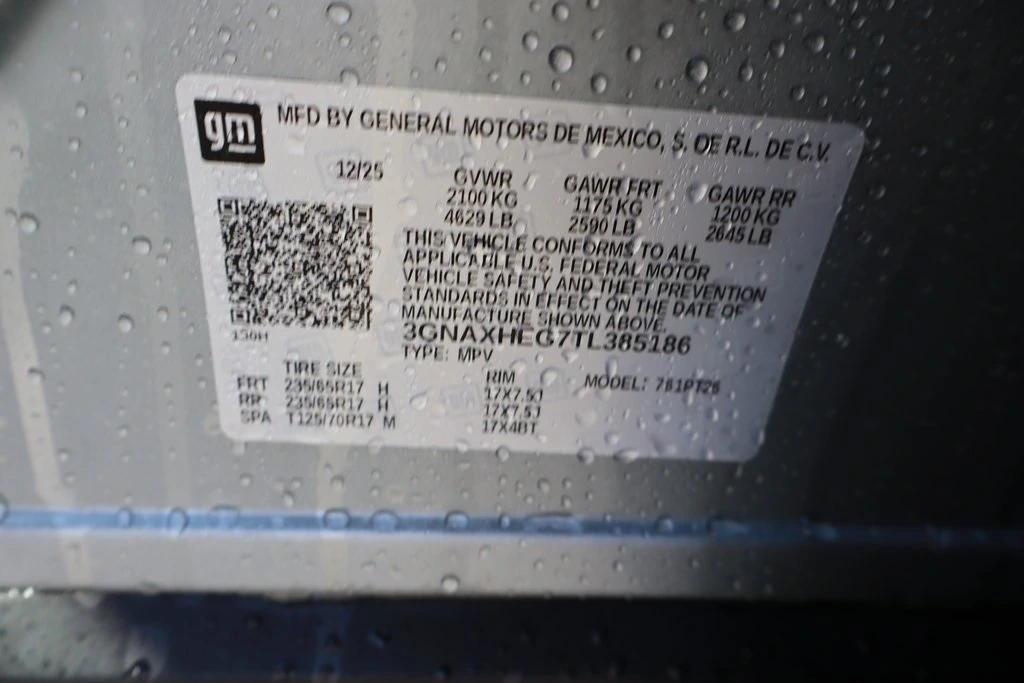 gm
MFD BY GENERAL MOTORS DE MEXICO, S. DE R.L. DE C.V.
12/25 GVWR GAWR FRT GAWR RR
2100 KG 1175 KG 1200 KG
4629 LB 2590 LB 2645 LB
THIS VEHICLE CONFORMS TO ALL
APPLICABLE U.S. FEDERAL MOTOR
VEHICLE SAFETY AND THEFT PREVENTION
STANDARDS IN EFFECT ON THE DATE OF
MANUFACTURE SHOWN ABOVE.
3GNAXHEG7TL385186
TYPE: MPV
TIRE SIZE RIM MODEL:
FRT 235/65R17 H 17X7.5J
RR 235/65R17 H 17X7.5J
SPA T125/70R17 M 17X4BT